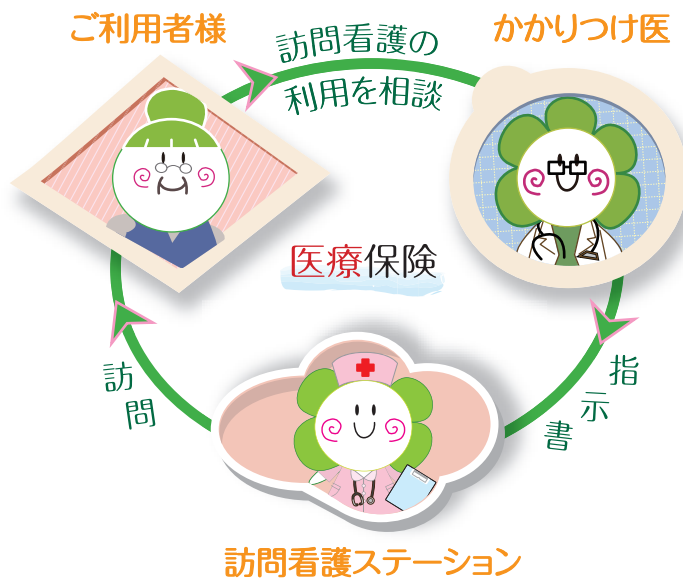 ご利用者様
訪問看護の
利用を相談
かかりつけ医
医療保険
指示書
訪問
訪問看護ステーション